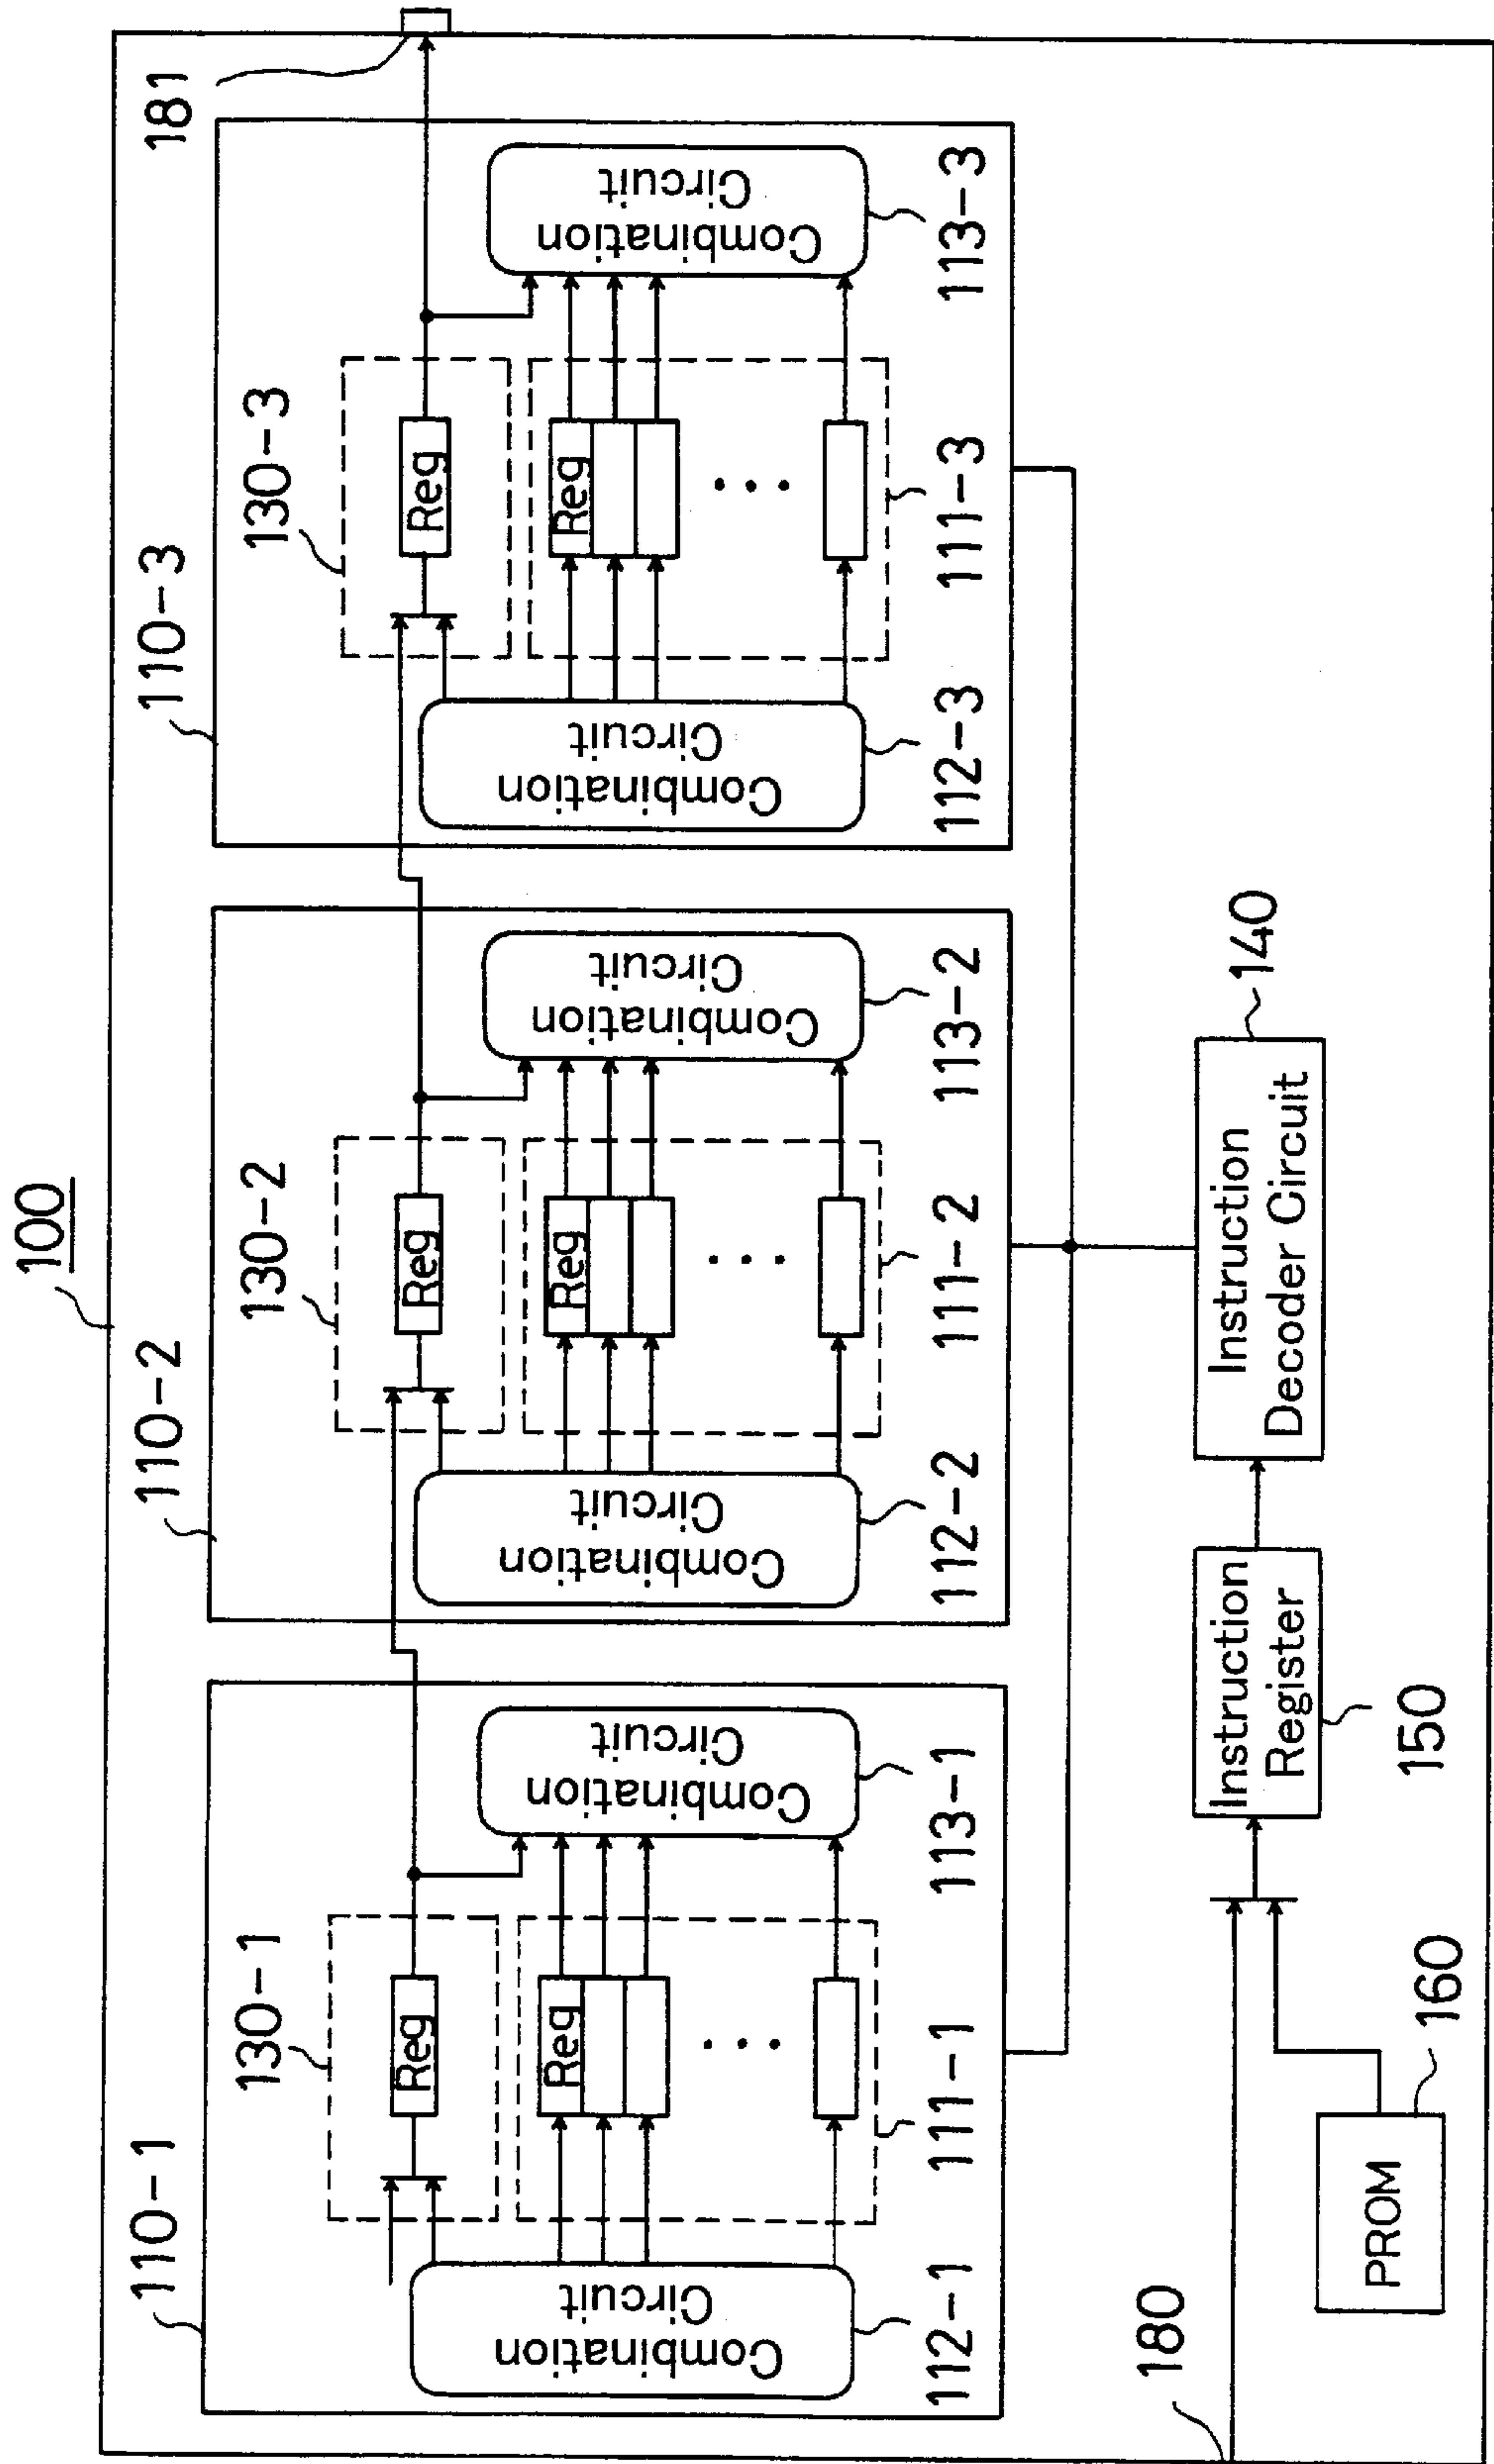 100
110-1
110-2
110-3
181
130-1
130-2
130-3
Reg
Reg
Reg
Reg
Reg
Reg
Combination
Circuit
Combination
Circuit
Combination
Circuit
Combination
Circuit
Combination
Circuit
Combination
Circuit
112-1
111-1
113-1
112-2
111-2
113-2
112-3
111-3
113-3
180
PROM
160
Instruction
Register
150
Instruction
Decoder Circuit
140